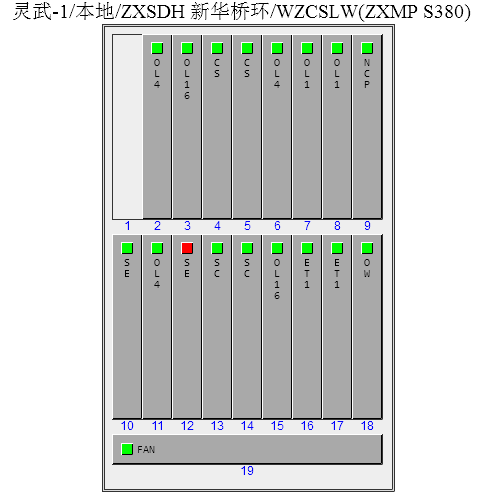 灵武-1/本地/ZXSDH 新华桥环/WZCSLW(ZXMP S380)
OL4 OL16 CS CS OL4 OL1 OL1 NCP
1 2 3 4 5 6 7 8 9
SE OL4 SE SC SC OL16 ET1 ET1 OW
10 11 12 13 14 15 16 17 18
FAN
19